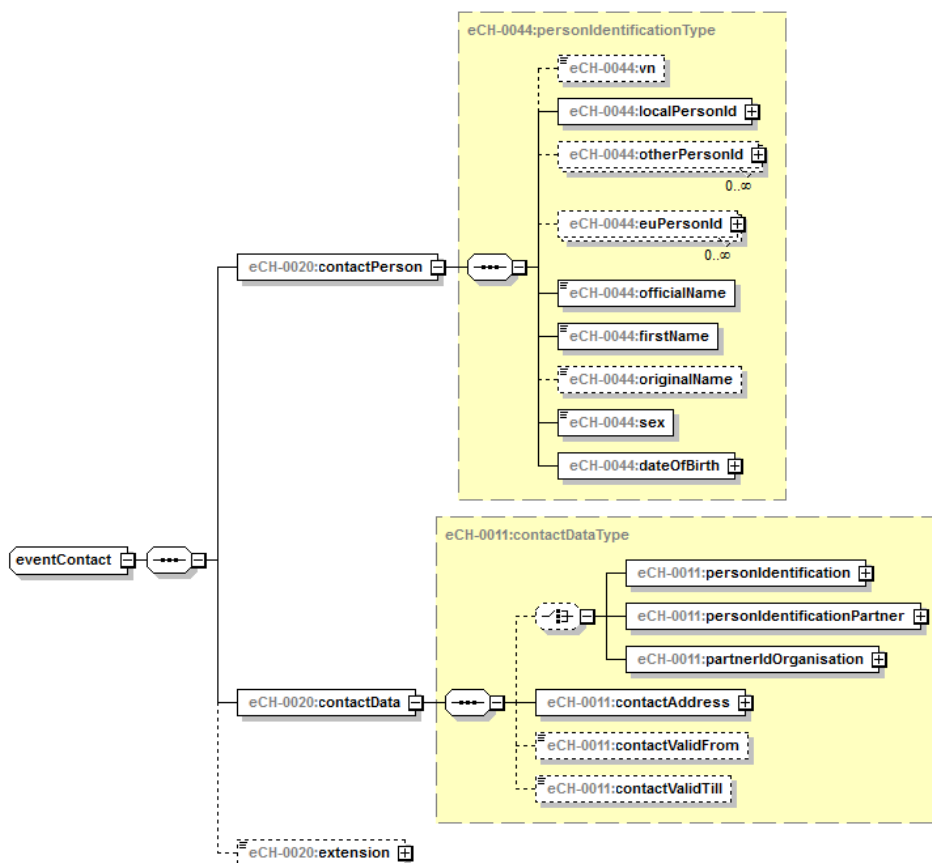 eCH-0044:personIdentificationType
eCH-0044:vn
eCH-0044:localPersonId
eCH-0044:otherPersonId
0..∞
eCH-0044:euPersonId
0..∞
eCH-0020:contactPerson
eCH-0044:officialName
eCH-0044:firstName
eCH-0044:originalName
eCH-0044:sex
eCH-0044:dateOfBirth
eCH-0011:contactDataType
eventContact
eCH-0011:personIdentification
eCH-0011:personIdentificationPartner
eCH-0011:partnerIdOrganisation
eCH-0020:contactData
eCH-0011:contactAddress
eCH-0011:contactValidFrom
eCH-0011:contactValidTill
eCH-0020:extension